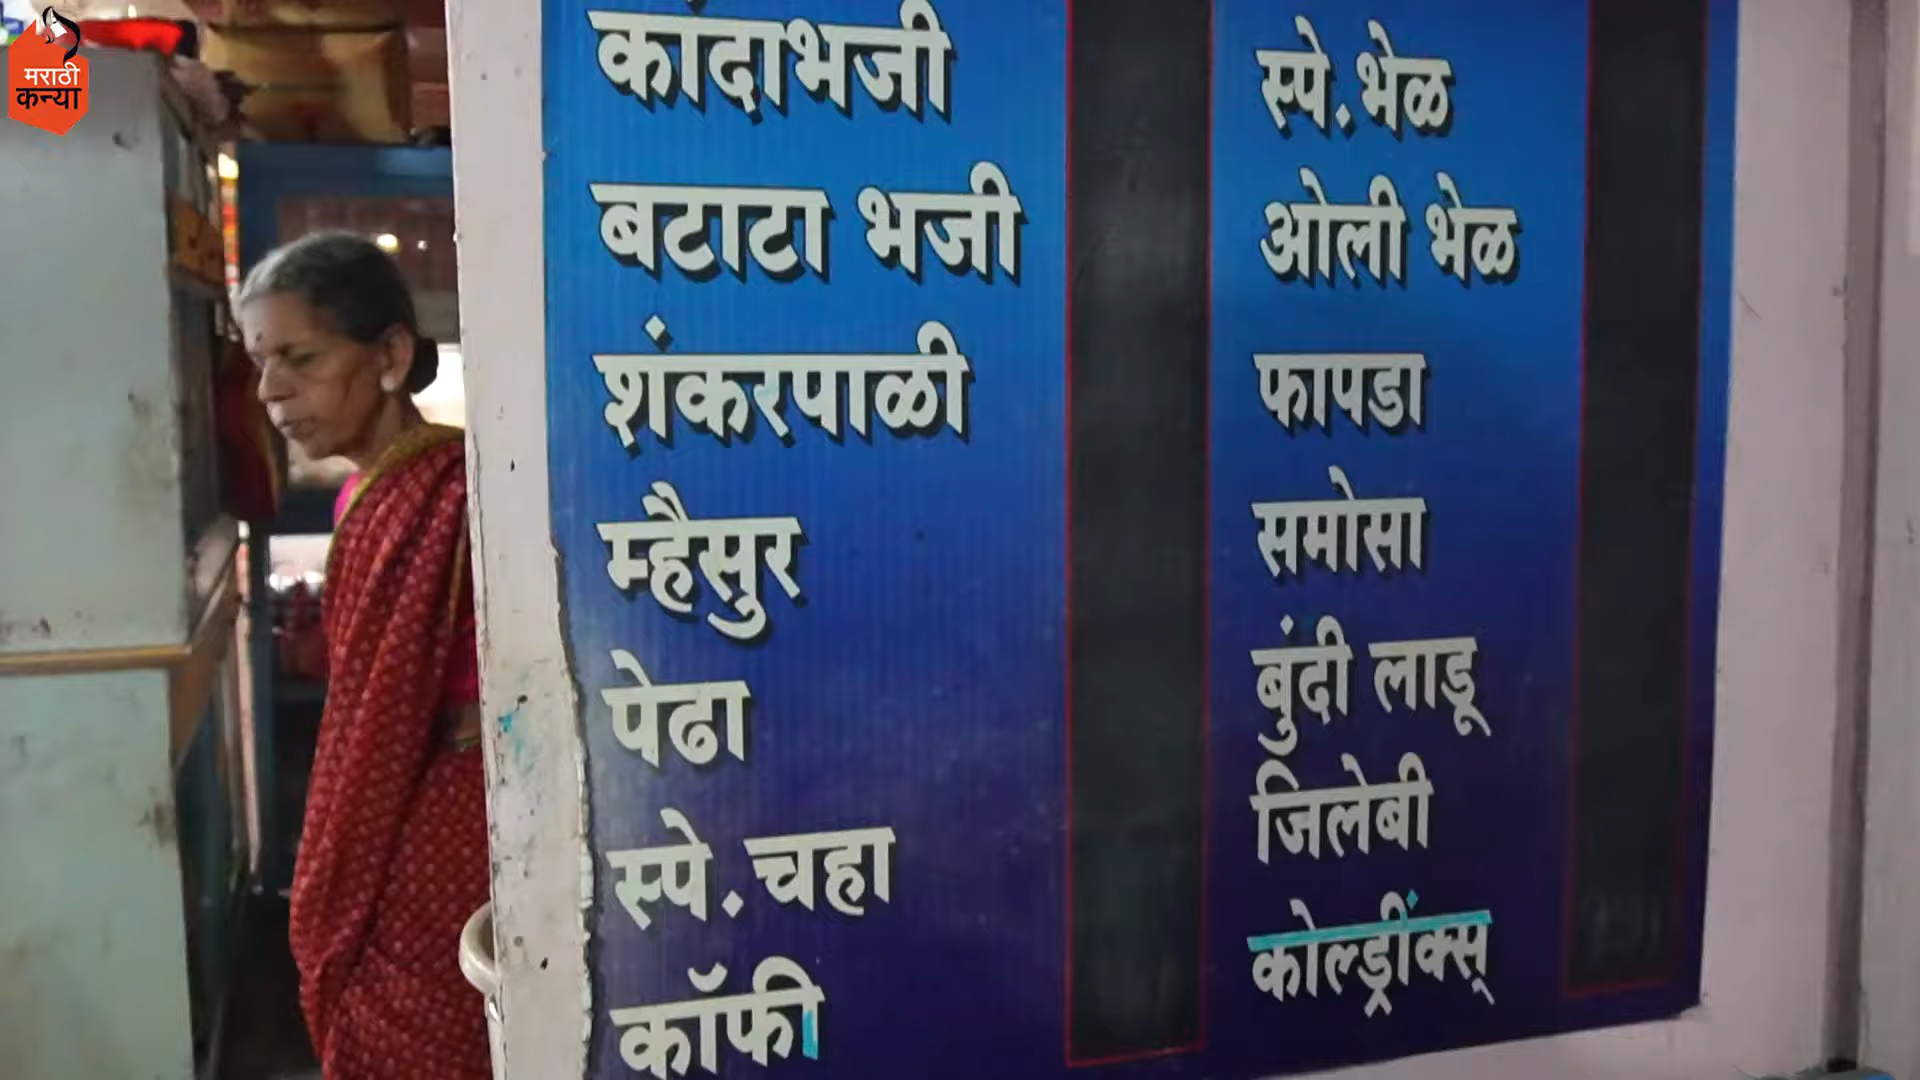 मराठी
कन्या
कांदाभजी
बटाटा भजी
शंकरपाळी
म्हैसुर
पेढा
स्पे.चहा
कॉफी
स्पे.भेळ
ओली भेळ
फापडा
समोसा
बुंदी लाडू
जिलेबी
कोल्ड्रींक्स्